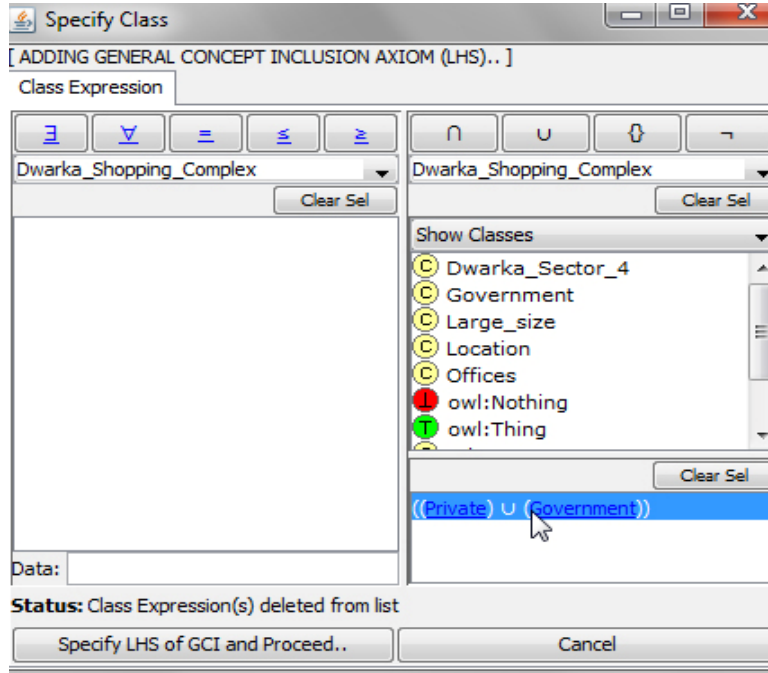 Specify Class
[ ADDING GENERAL CONCEPT INCLUSION AXIOM (LHS).. ]
Class Expression
∃ ∀ = ≤ ≥
∩ ∪ {} ¬
Dwarka_Shopping_Complex
Dwarka_Shopping_Complex
Clear Sel
Clear Sel
Show Classes
C Dwarka_Sector_4
C Government
C Large_size
C Location
C Offices
⊥ owl:Nothing
T owl:Thing
Clear Sel
((Private) ∪ (Government))
Data:
Status: Class Expression(s) deleted from list
Specify LHS of GCI and Proceed..
Cancel